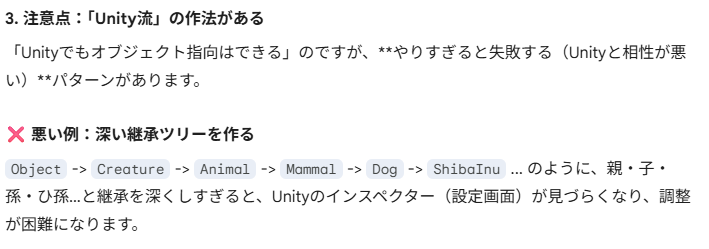 3. 注意点：「Unity流」の作法がある
「Unityでもオブジェクト指向はできる」のですが、**やりすぎると失敗する（Unityと相性が悪
い）**パターンがあります。
❌ 悪い例：深い継承ツリーを作る
Object -> Creature -> Animal -> Mammal -> Dog -> ShibaInu ... のように、親・子・
孫・ひ孫...と継承を深くしすぎると、Unityのインスペクター（設定画面）が見づらくなり、調整
が困難になります。